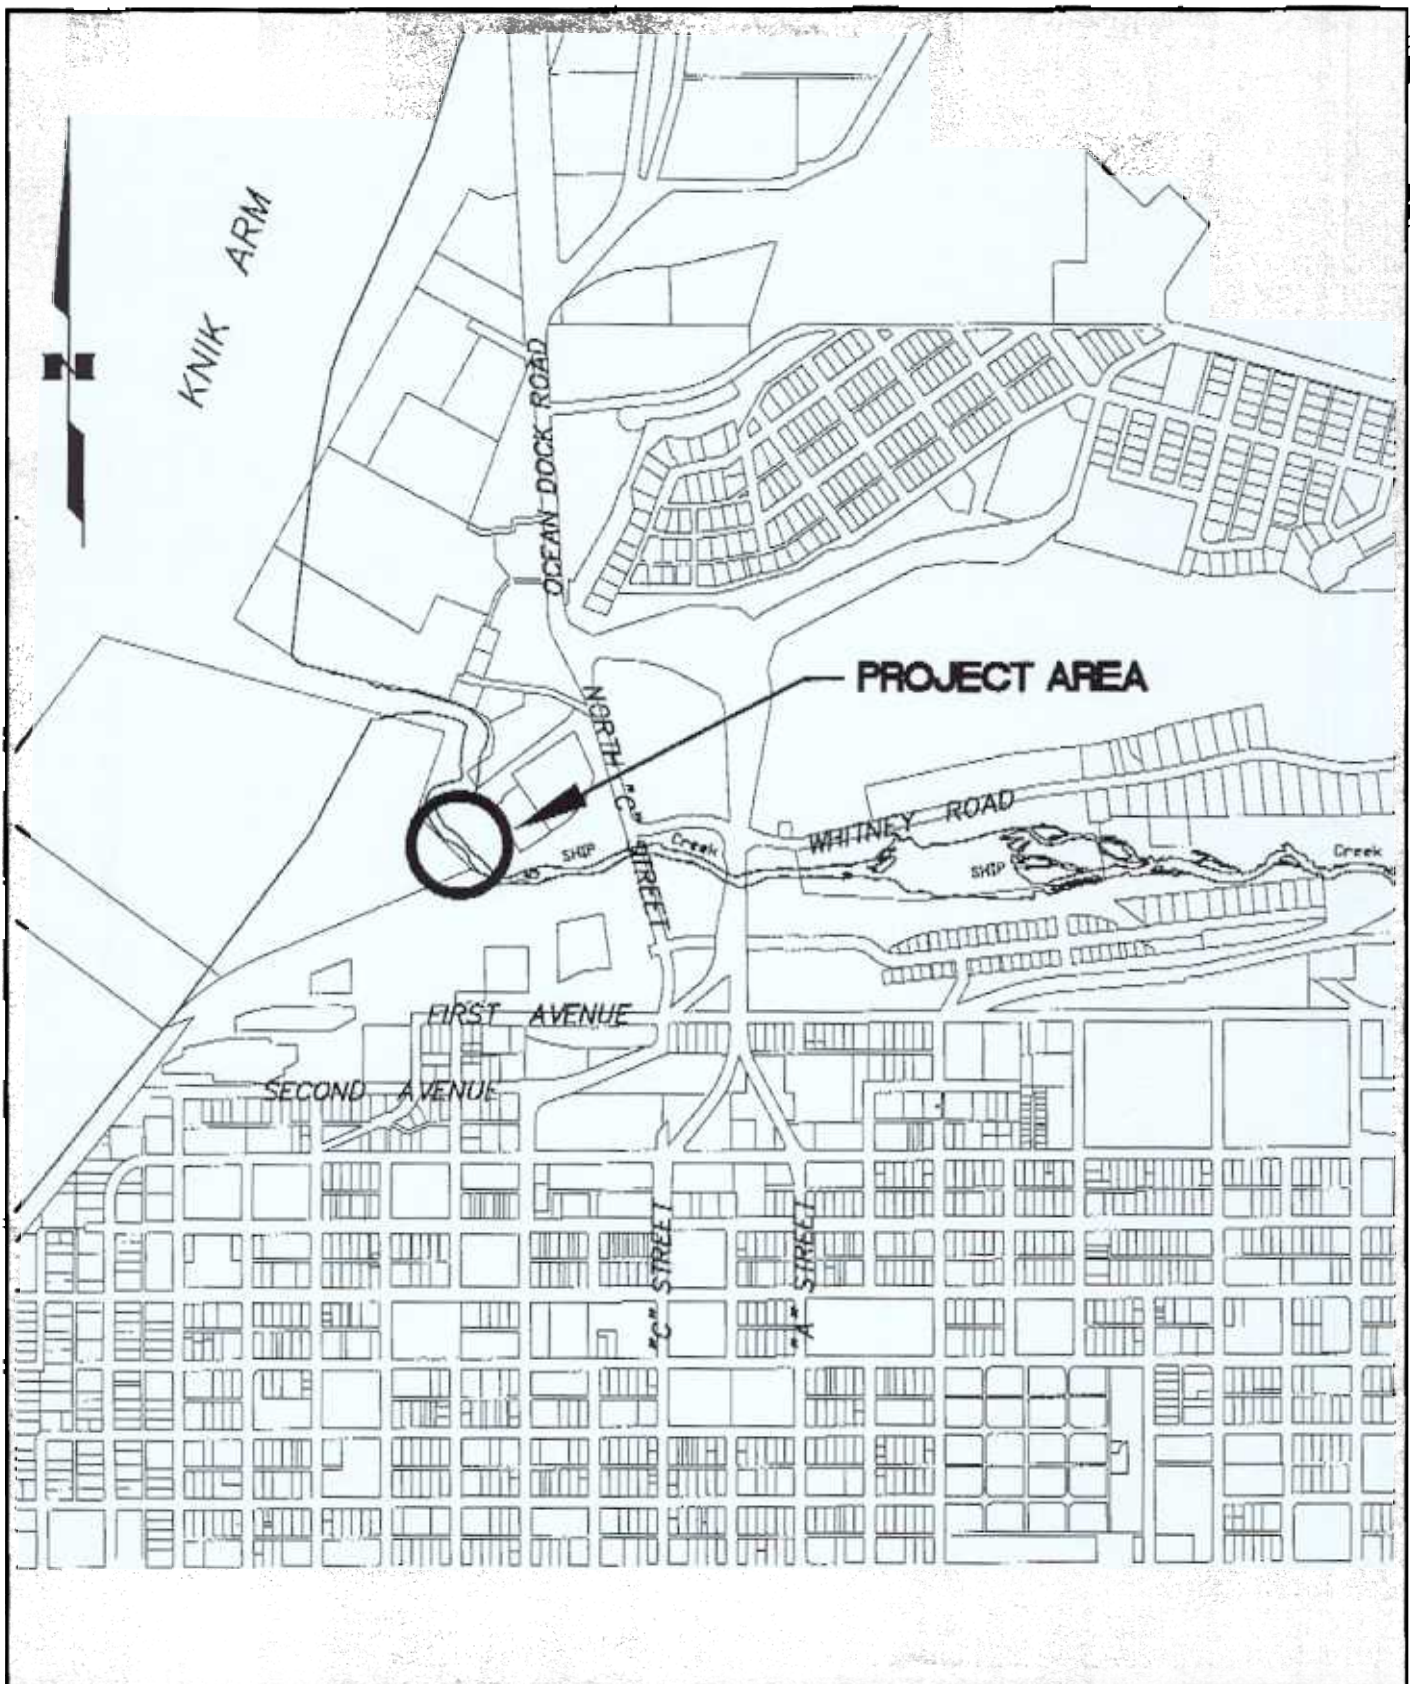 KNIK ARM
OCEAN DOCK ROAD
PROJECT AREA
NORTH "C" STREET
WHITNEY ROAD
SHIP Creek
SHIP Creek
FIRST AVENUE
SECOND AVENUE
"C" STREET
"A" STREET